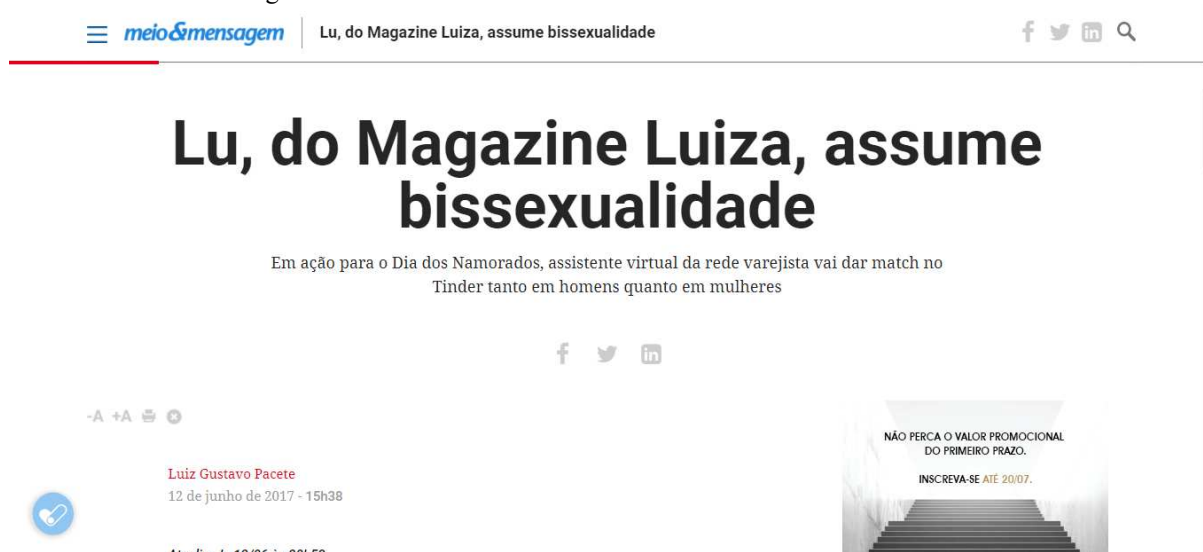 meio&mensagem
Lu, do Magazine Luiza, assume bissexualidade
Lu, do Magazine Luiza, assume
bissexualidade
Em ação para o Dia dos Namorados, assistente virtual da rede varejista vai dar match no
Tinder tanto em homens quanto em mulheres
-A +A
NÃO PERCA O VALOR PROMOCIONAL
DO PRIMEIRO PRAZO.
INSCREVA-SE ATÉ 20/07.
Luiz Gustavo Pacete
12 de junho de 2017 - 15h38